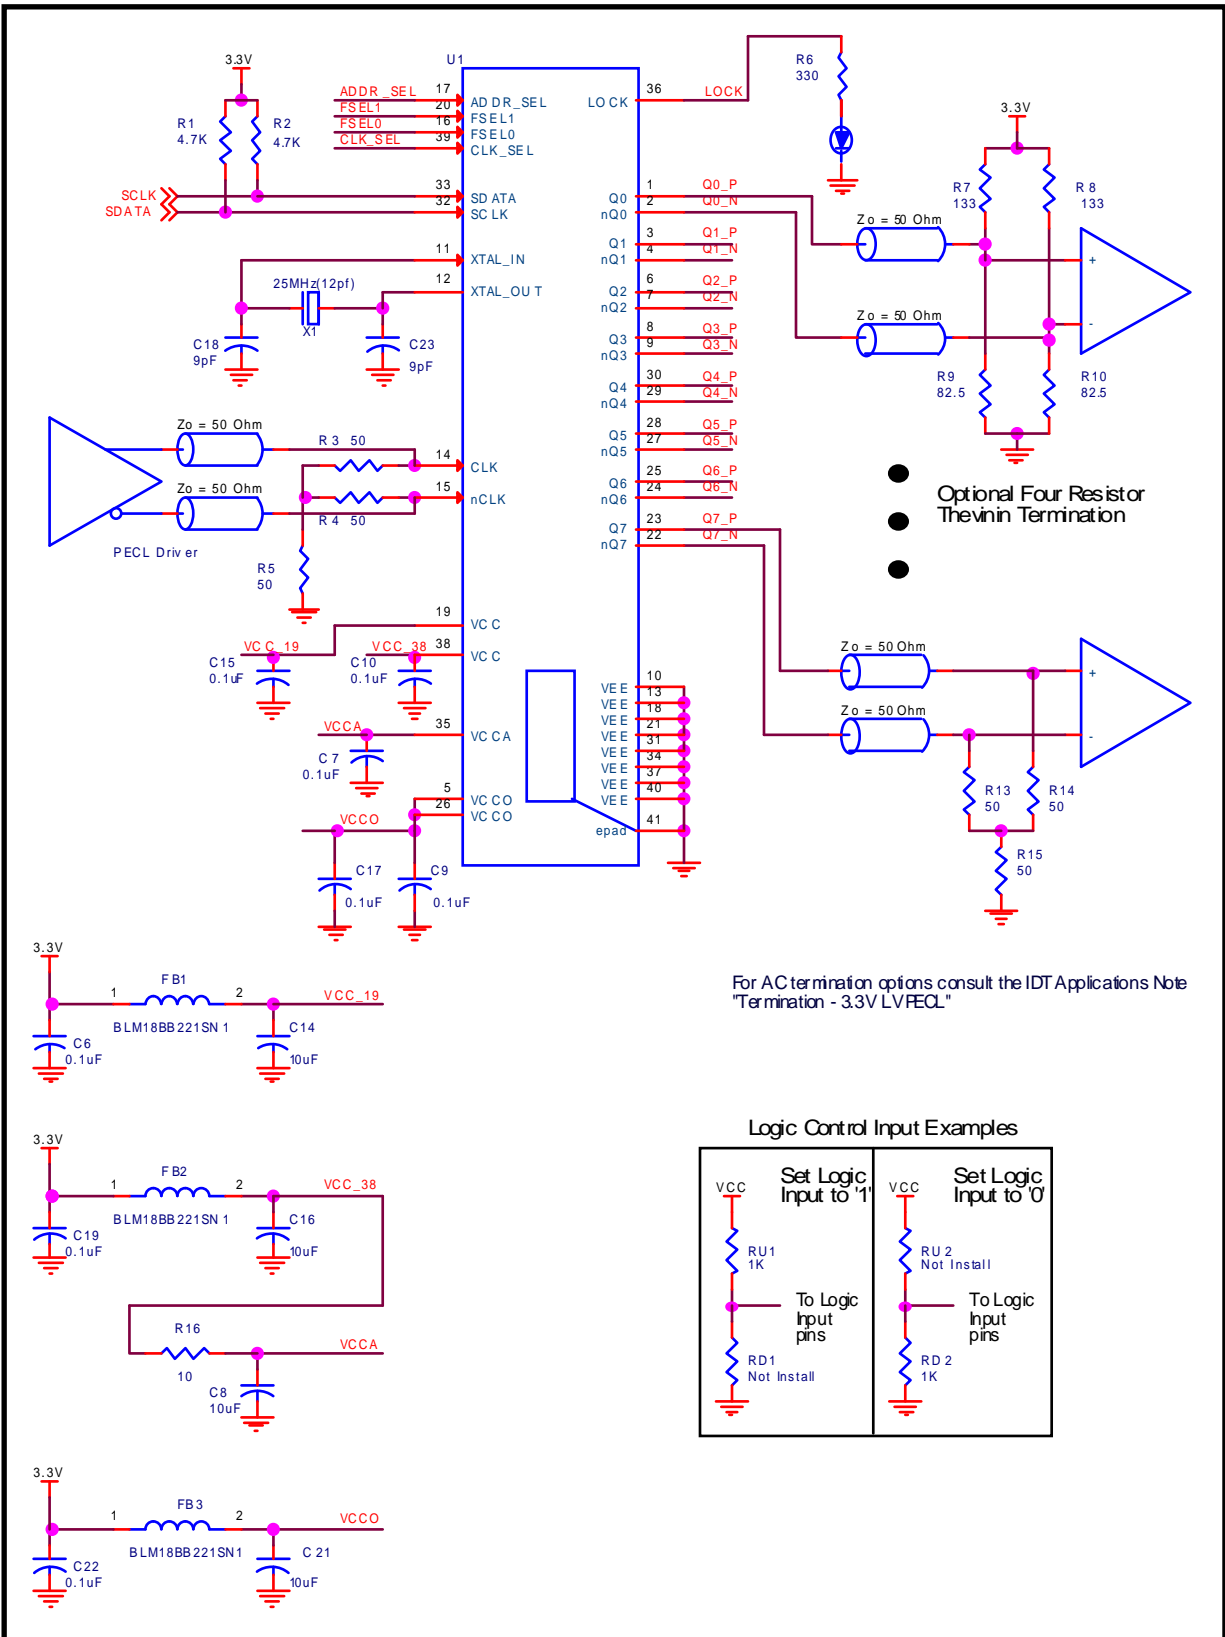 3.3V
R1
4.7K
R2
4.7K
SCLK
SDATA
U1
ADDR_SEL
17
ADDR_SEL
FSEL1
20
FSEL1
FSEL0
16
FSEL0
CLK_SEL
39
CLK_SEL
33
SDATA
32
SCLK
11
XTAL_IN
12
XTAL_OUT
25MHz(12pf)
X1
C18
9pF
C23
9pF
Zo = 50 Ohm
Zo = 50 Ohm
R3 50
R4 50
PECL Driver
R5
50
14
CLK
15
nCLK
19
VCC
VCC_19
C15
0.1uF
38
VCC
VCC_38
C10
0.1uF
VCCA
35
VCCA
C7
0.1uF
5
VCCO
26
VCCO
VCCO
C17
0.1uF
C9
0.1uF
LOCK
36
LOCK
R6
330
Q0
1
Q0_P
nQ0
2
Q0_N
Q1
3
Q1_P
nQ1
4
Q1_N
Q2
6
Q2_P
nQ2
7
Q2_N
Q3
8
Q3_P
nQ3
9
Q3_N
Q4
30
Q4_P
nQ4
29
Q4_N
Q5
28
Q5_P
nQ5
27
Q5_N
Q6
25
Q6_P
nQ6
24
Q6_N
Q7
23
Q7_P
nQ7
22
Q7_N
VEE
10
VEE
13
VEE
18
VEE
21
VEE
31
VEE
34
VEE
37
VEE
40
epad
41
3.3V
R7
133
R8
133
Zo = 50 Ohm
Zo = 50 Ohm
+
-
R9
82.5
R10
82.5
Optional Four Resistor
Thevinin Termination
Zo = 50 Ohm
Zo = 50 Ohm
+
-
R13
50
R14
50
R15
50
For AC termination options consult the IDT Applications Note
"Termination - 3.3V LVPECL"
3.3V
1
FB1
2
BLM18BB221SN1
VCC_19
C6
0.1uF
C14
10uF
3.3V
1
FB2
2
BLM18BB221SN1
VCC_38
C19
0.1uF
C16
10uF
R16
10
VCCA
C8
10uF
3.3V
1
FB3
2
BLM18BB221SN1
VCCO
C22
0.1uF
C21
10uF
Logic Control Input Examples
Set Logic
Input to '1'
VCC
RU1
1K
To Logic
Input
pins
RD1
Not Install
Set Logic
Input to '0'
VCC
RU2
Not Install
To Logic
Input
pins
RD2
1K